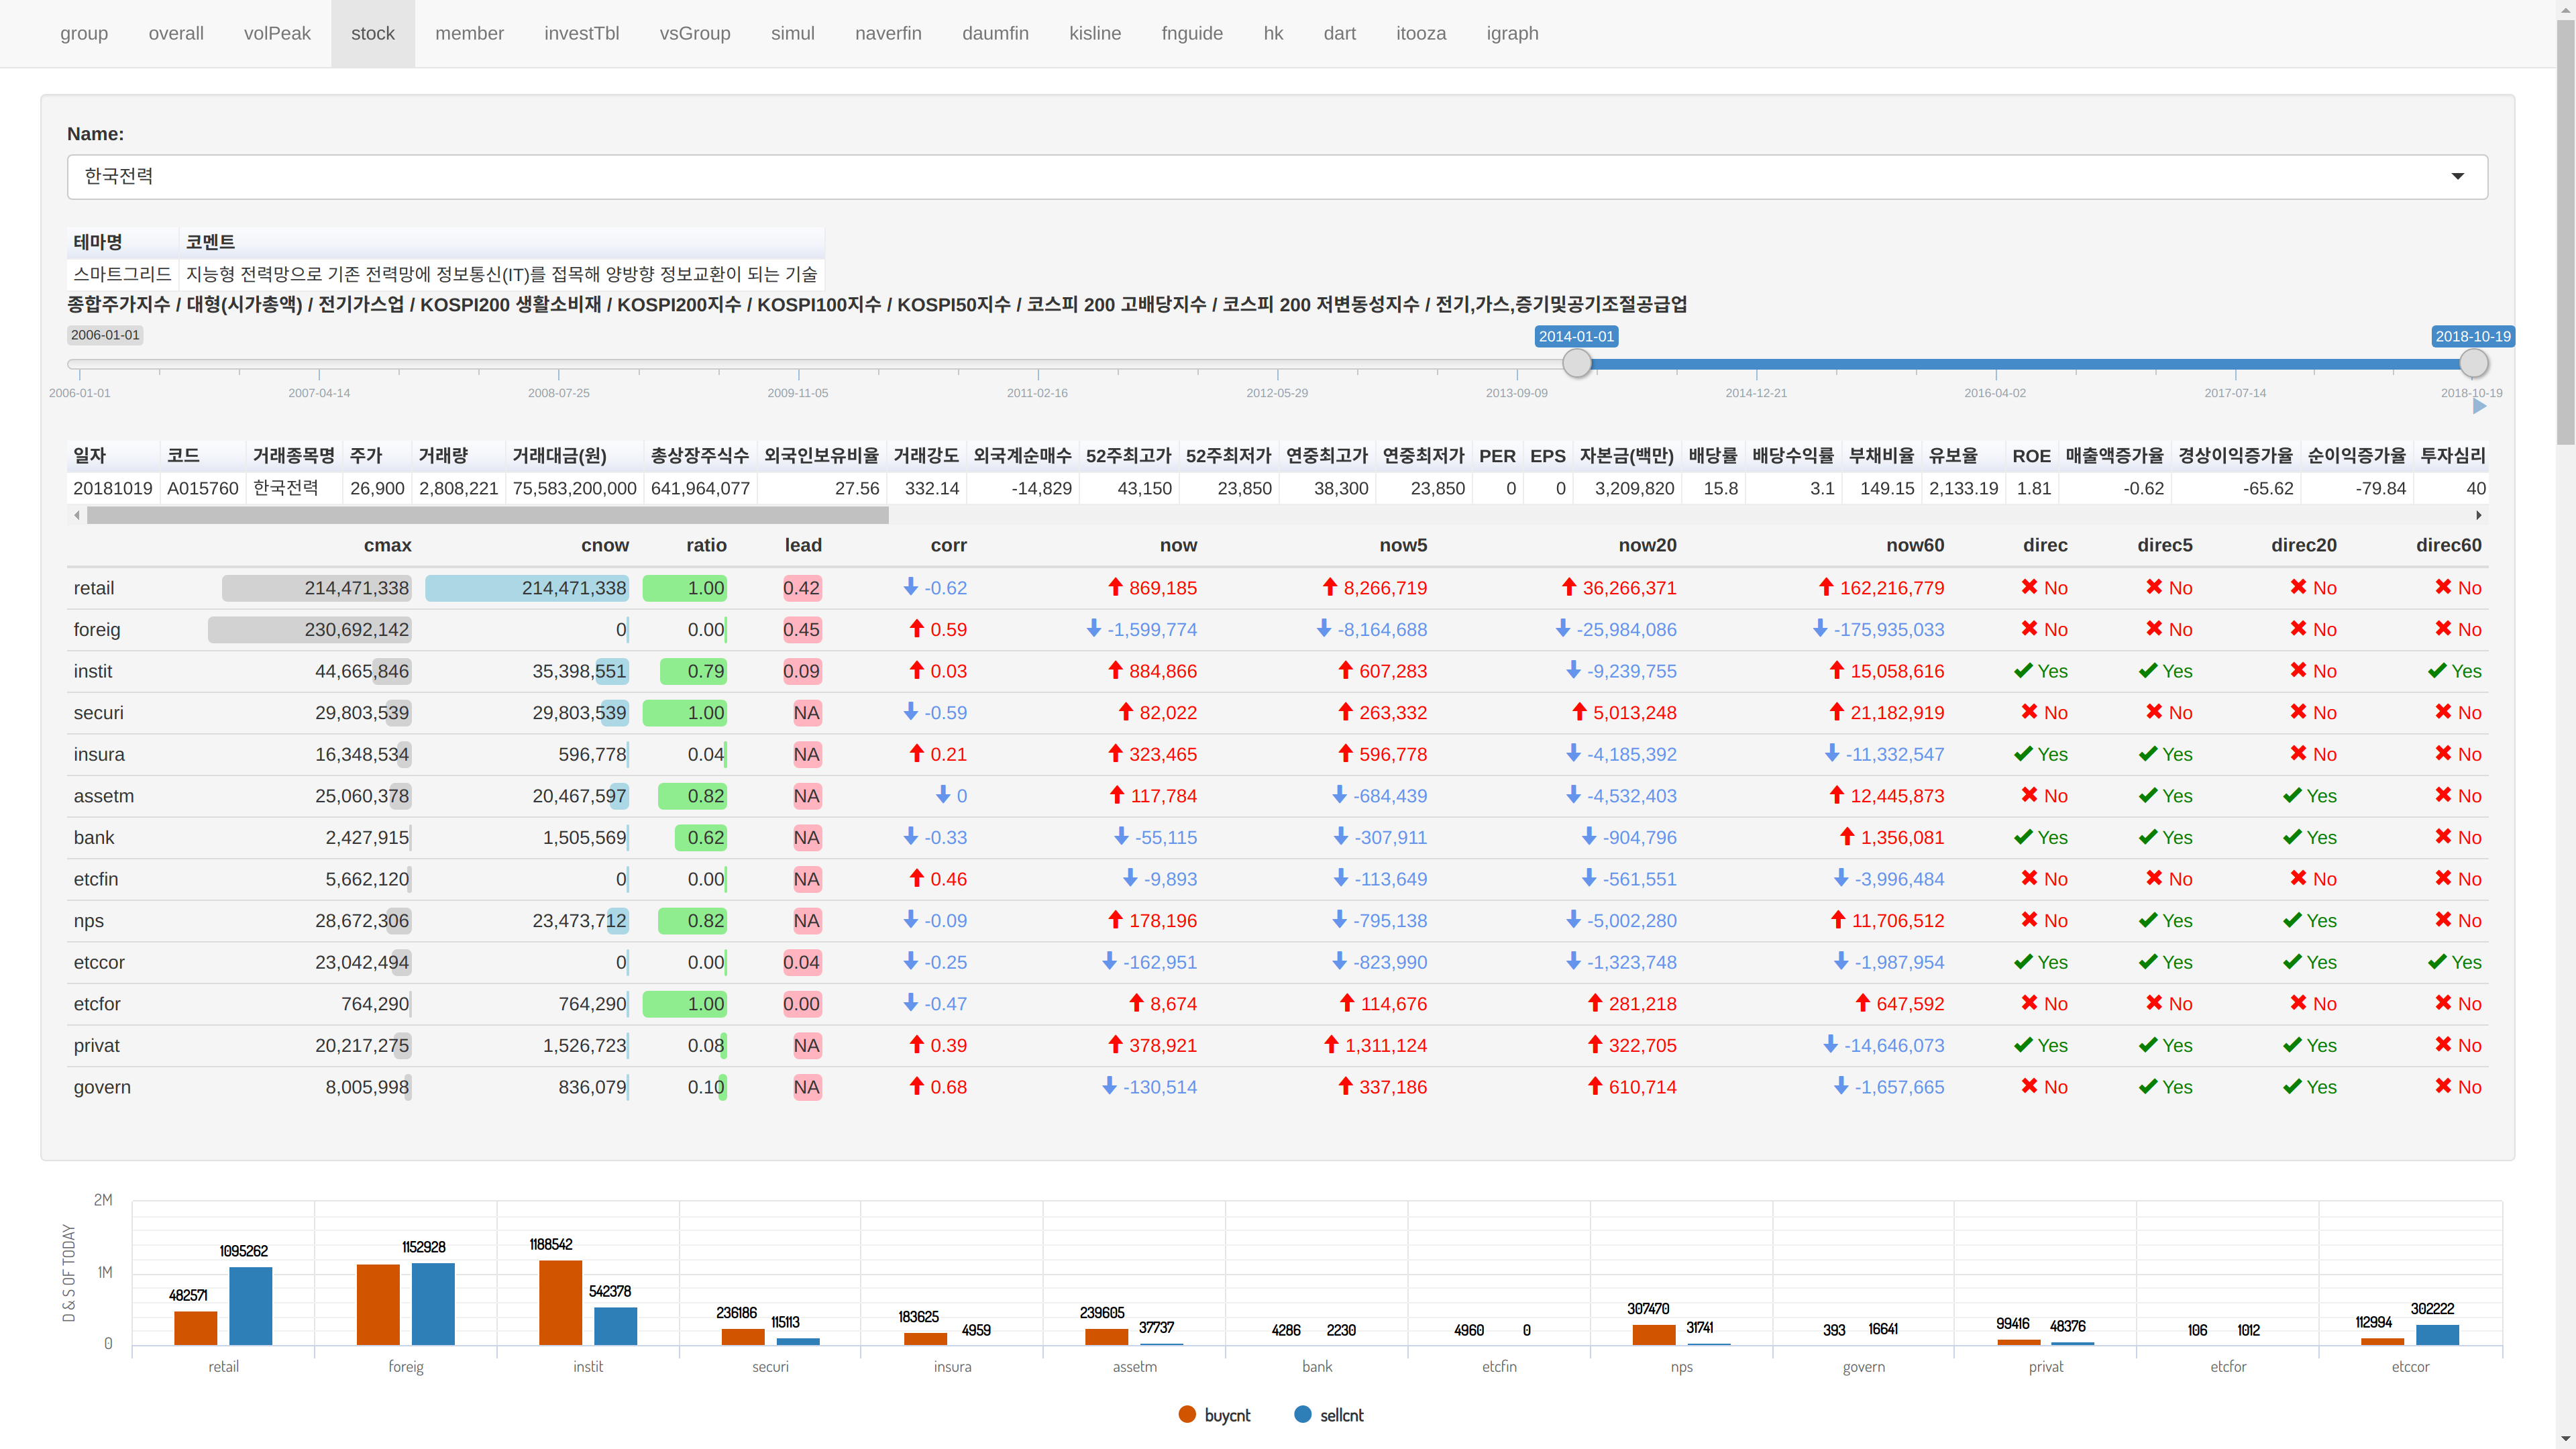 group overall volPeak stock member investTbl vsGroup simul naverfin daumfin kisline fnguide hk dart itooza igraph
Name:
한국전력
테마명 코멘트
스마트그리드 지능형 전력망으로 기존 전력망에 정보통신(IT)를 접목해 양방향 정보교환이 되는 기술
종합주가지수 / 대형(시가총액) / 전기가스업 / KOSPI200 생활소비재 / KOSPI200지수 / KOSPI100지수 / KOSPI50지수 / 코스피 200 고배당지수 / 코스피 200 저변동성지수 / 전기,가스,증기및공기조절공급업
2006-01-01 2014-01-01 2018-10-19
2006-01-01 2007-04-14 2008-07-25 2009-11-05 2011-02-16 2012-05-29 2013-09-09 2014-12-21 2016-04-02 2017-07-14 2018-10-19
일자 코드 거래종목명 주가 거래량 거래대금(원) 총상장주식수 외국인보유비율 거래강도 외국계순매수 52주최고가 52주최저가 연중최고가 연중최저가 PER EPS 자본금(백만) 배당률 배당수익률 부채비율 유보율 ROE 매출액증가율 경상이익증가율 순이익증가율 투자심리
20181019 A015760 한국전력 26,900 2,808,221 75,583,200,000 641,964,077 27.56 332.14 -14,829 43,150 23,850 38,300 23,850 0 0 3,209,820 15.8 3.1 149.15 2,133.19 1.81 -0.62 -65.62 -79.84 40
cmax cnow ratio lead corr now now5 now20 now60 direc direc5 direc20 direc60
retail 214,471,338 214,471,338 1.00 0.42 -0.62 869,185 8,266,719 36,266,371 162,216,779 No No No No
foreig 230,692,142 0 0.00 0.45 0.59 -1,599,774 -8,164,688 -25,984,086 -175,935,033 No No No No
instit 44,665,846 35,398,551 0.79 0.09 0.03 884,866 607,283 -9,239,755 15,058,616 Yes Yes No Yes
securi 29,803,539 29,803,539 1.00 NA -0.59 82,022 263,332 5,013,248 21,182,919 No No No No
insura 16,348,534 596,778 0.04 NA 0.21 323,465 596,778 -4,185,392 -11,332,547 Yes Yes No No
assetm 25,060,378 20,467,597 0.82 NA 0 117,784 -684,439 -4,532,403 12,445,873 No Yes Yes No
bank 2,427,915 1,505,569 0.62 NA -0.33 -55,115 -307,911 -904,796 1,356,081 Yes Yes Yes No
etcfin 5,662,120 0 0.00 NA 0.46 -9,893 -113,649 -561,551 -3,996,484 No No No No
nps 28,672,306 23,473,712 0.82 NA -0.09 178,196 -795,138 -5,002,280 11,706,512 No Yes Yes No
etccor 23,042,494 0 0.00 0.04 -0.25 -162,951 -823,990 -1,323,748 -1,987,954 Yes Yes Yes Yes
etcfor 764,290 764,290 1.00 0.00 -0.47 8,674 114,676 281,218 647,592 No No No No
privat 20,217,275 1,526,723 0.08 NA 0.39 378,921 1,311,124 322,705 -14,646,073 Yes Yes Yes No
govern 8,005,998 836,079 0.10 NA 0.68 -130,514 337,186 610,714 -1,657,665 No Yes Yes No
D & S OF TODAY
2M
1M
0
482571 1095262 1152928 1188542 542378 236186 115113 183625 4959 239605 37737 4286 2230 4960 0 307470 31741 393 16641 99416 48376 106 1012 112994 302222
retail foreig instit securi insura assetm bank etcfin nps govern privat etcfor etccor
buycnt sellcnt